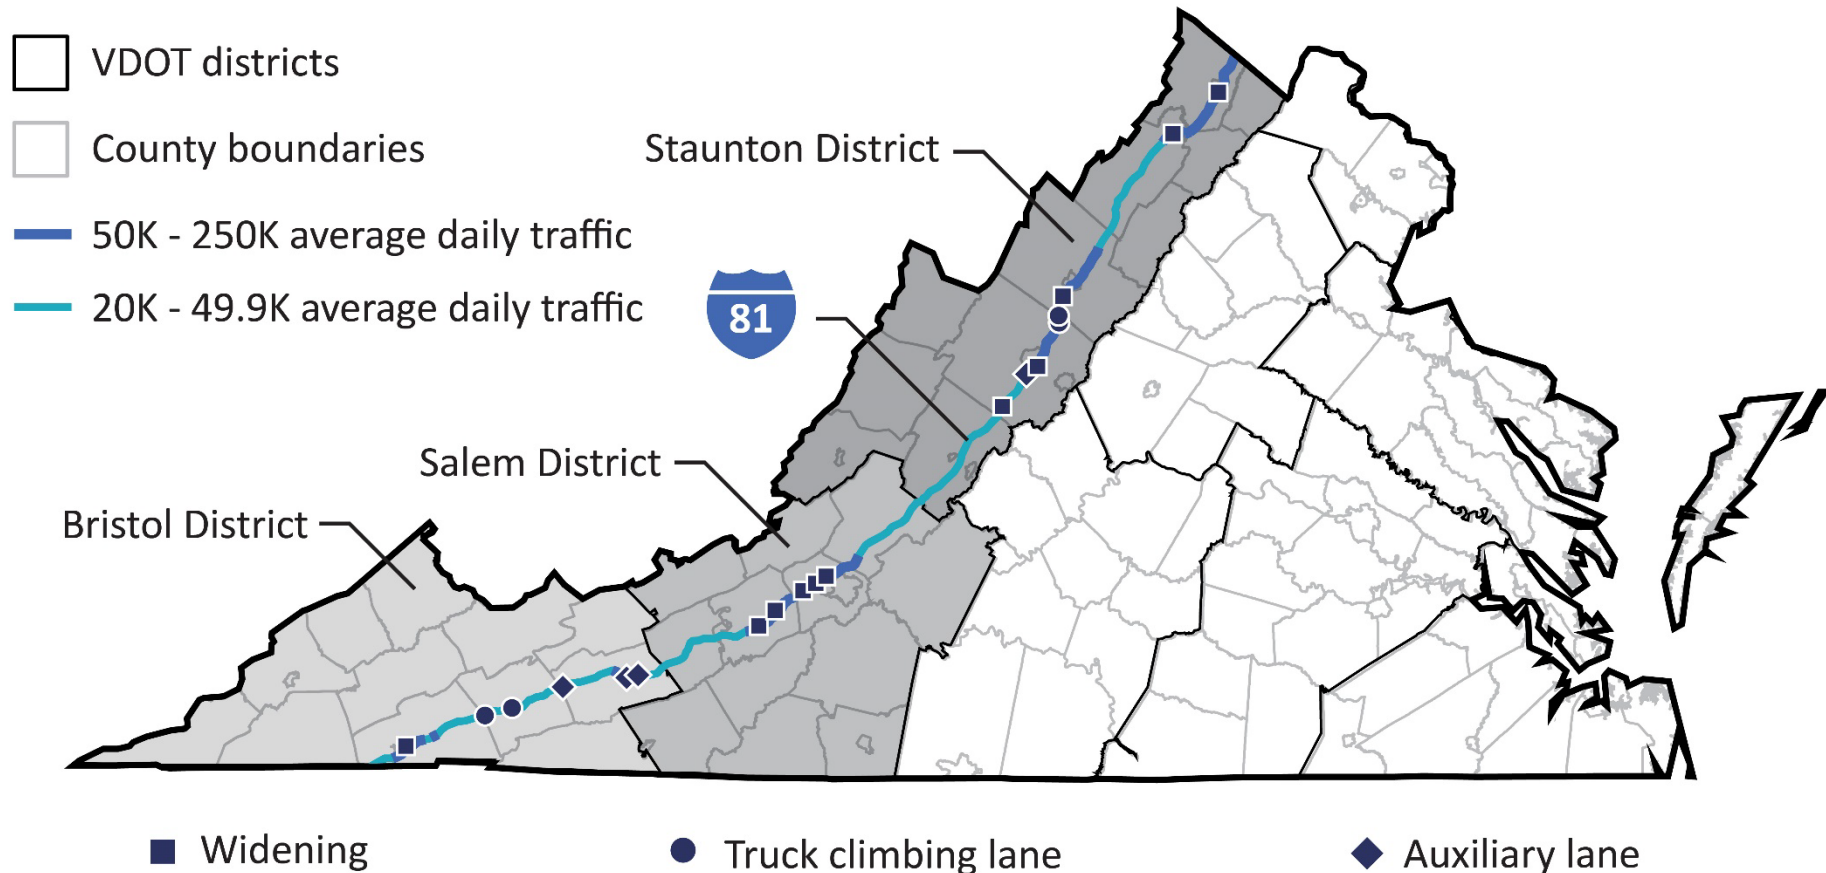 VDOT districts
County boundaries
50K - 250K average daily traffic
20K - 49.9K average daily traffic
Staunton District
81
Salem District
Bristol District
Widening
Truck climbing lane
Auxiliary lane